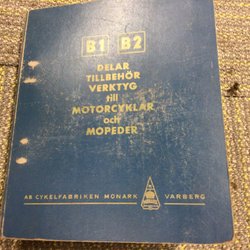 B1 B2
DELAR
TILLBEHÖR
VERKTYG
till
MOTORCYKLAR
och
MOPEDER
AB CYKELFABRIKEN MONARK VARBERG